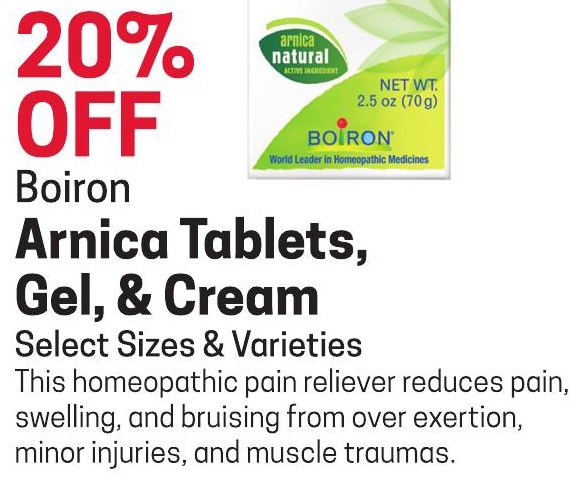 20%
OFF
arnica
natural
ACTIVE INGREDIENT
NET WT.
2.5 oz (70g)
BOIRON®
World Leader in Homeopathic Medicines
Boiron
Arnica Tablets,
Gel, & Cream
Select Sizes & Varieties
This homeopathic pain reliever reduces pain,
swelling, and bruising from over exertion,
minor injuries, and muscle traumas.